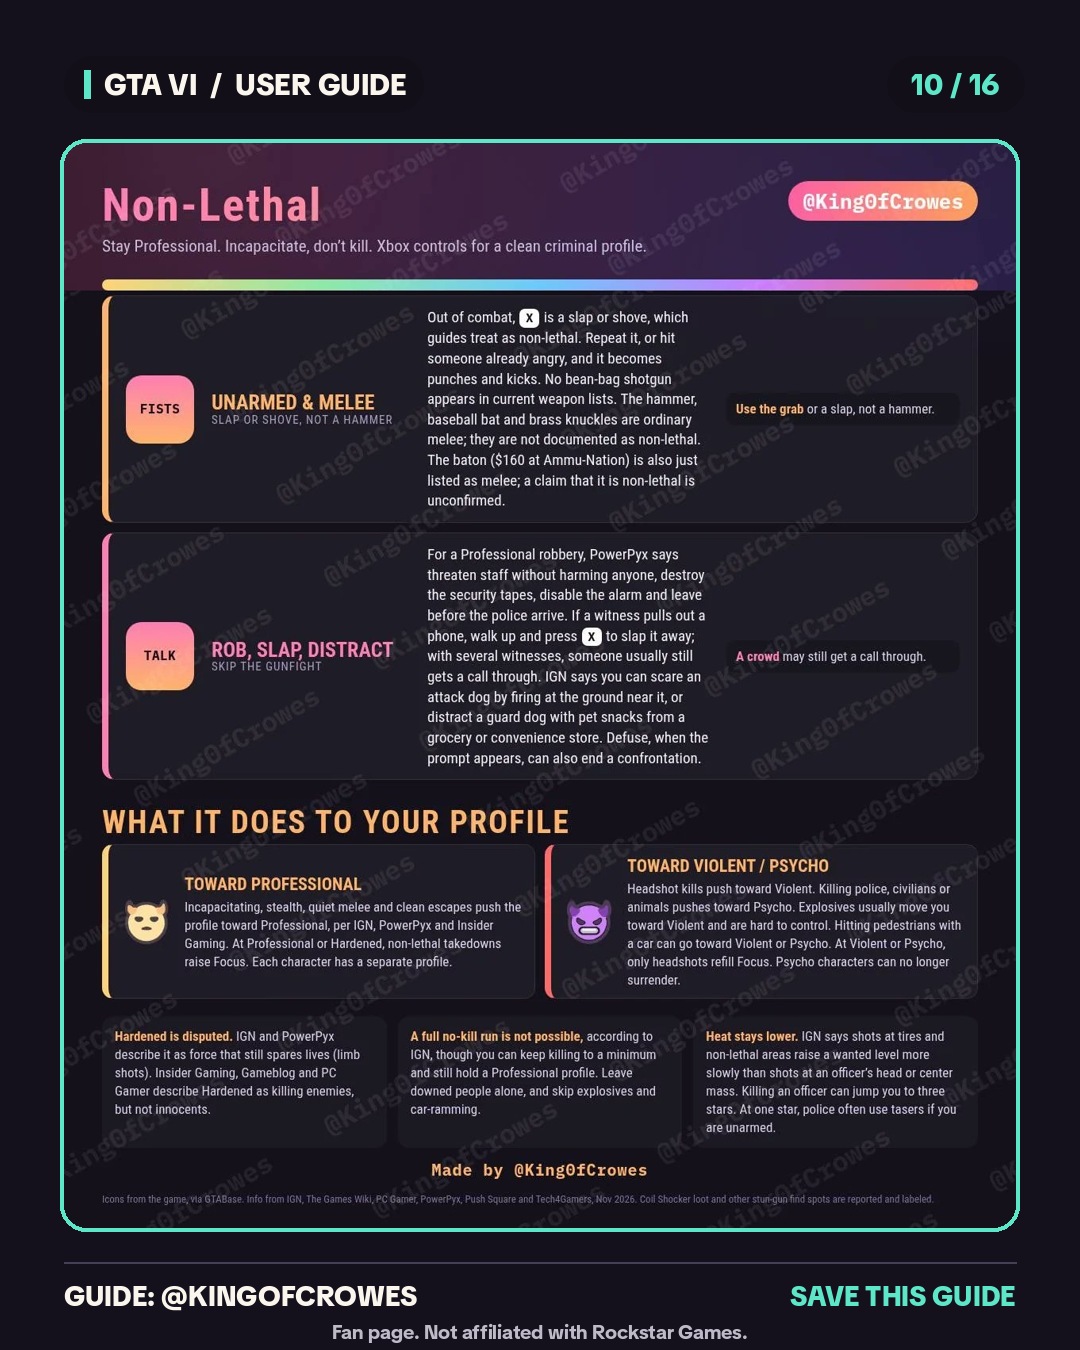 GTA VI / USER GUIDE
10 / 16
Non-Lethal
@King0fCrowes
Stay Professional. Incapacitate, don't kill. Xbox controls for a clean criminal profile.
FISTS
UNARMED & MELEE
SLAP OR SHOVE, NOT A HAMMER
Out of combat, X is a slap or shove, which
guides treat as non-lethal. Repeat it, or hit
someone already angry, and it becomes
punches and kicks. No bean-bag shotgun
appears in current weapon lists. The hammer,
baseball bat and brass knuckles are ordinary
melee; they are not documented as non-lethal.
The baton ($160 at Ammu-Nation) is also just
listed as melee; a claim that it is non-lethal is
unconfirmed.
Use the grab or a slap, not a hammer.
TALK
ROB, SLAP, DISTRACT
SKIP THE GUNFIGHT
For a Professional robbery, PowerPyx says
threaten staff without harming anyone, destroy
the security tapes, disable the alarm and leave
before the police arrive. If a witness pulls out a
phone, walk up and press X to slap it away;
with several witnesses, someone usually still
gets a call through. IGN says you can scare an
attack dog by firing at the ground near it, or
distract a guard dog with pet snacks from a
grocery or convenience store. Defuse, when the
prompt appears, can also end a confrontation.
A crowd may still get a call through.
WHAT IT DOES TO YOUR PROFILE
TOWARD PROFESSIONAL
Incapacitating, stealth, quiet melee and clean escapes push the
profile toward Professional, per IGN, PowerPyx and Insider
Gaming. At Professional or Hardened, non-lethal takedowns
raise Focus. Each character has a separate profile.
TOWARD VIOLENT / PSYCHO
Headshot kills push toward Violent. Killing police, civilians or
animals pushes toward Psycho. Explosives usually move you
toward Violent and are hard to control. Hitting pedestrians with
a car can go toward Violent or Psycho. At Violent or Psycho,
only headshots refill Focus. Psycho characters can no longer
surrender.
Hardened is disputed. IGN and PowerPyx
describe it as force that still spares lives (limb
shots). Insider Gaming, Gameblog and PC
Gamer describe Hardened as killing enemies,
but not innocents.
A full no-kill run is not possible, according to
IGN, though you can keep killing to a minimum
and still hold a Professional profile. Leave
downed people alone, and skip explosives and
car-ramming.
Heat stays lower. IGN says shots at tires and
non-lethal areas raise a wanted level more
slowly than shots at an officer's head or center
mass. Killing an officer can jump you to three
stars. At one star, police often use tasers if you
are unarmed.
Made by @King0fCrowes
Icons from the game, via GTABase. Info from IGN, The Games Wiki, PC Gamer, PowerPyx, Push Square and Tech4Gamers, Nov 2026. Coil Shocker loot and other stun-gun find spots are reported and labeled.
GUIDE: @KINGOFCROWES
SAVE THIS GUIDE
Fan page. Not affiliated with Rockstar Games.